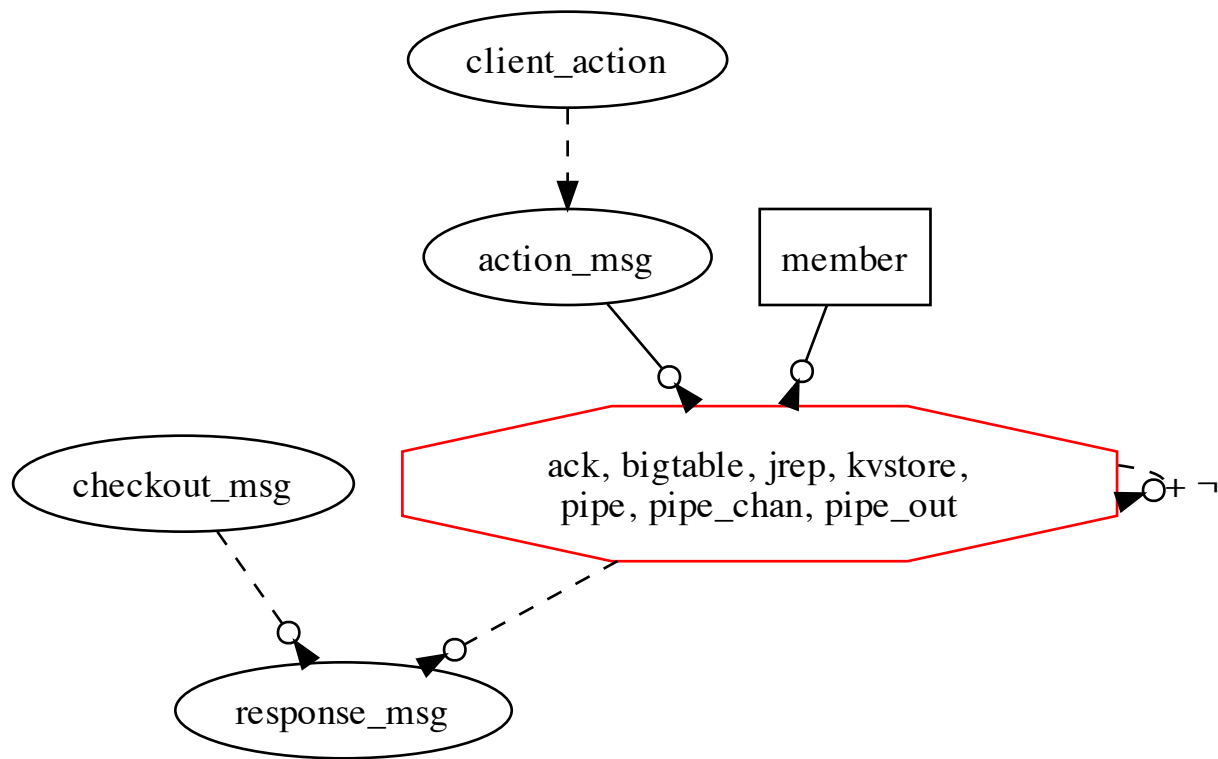 client_action
action_msg
member
ack, bigtable, jrep, kvstore,
pipe, pipe_chan, pipe_out
+ ¬
checkout_msg
response_msg